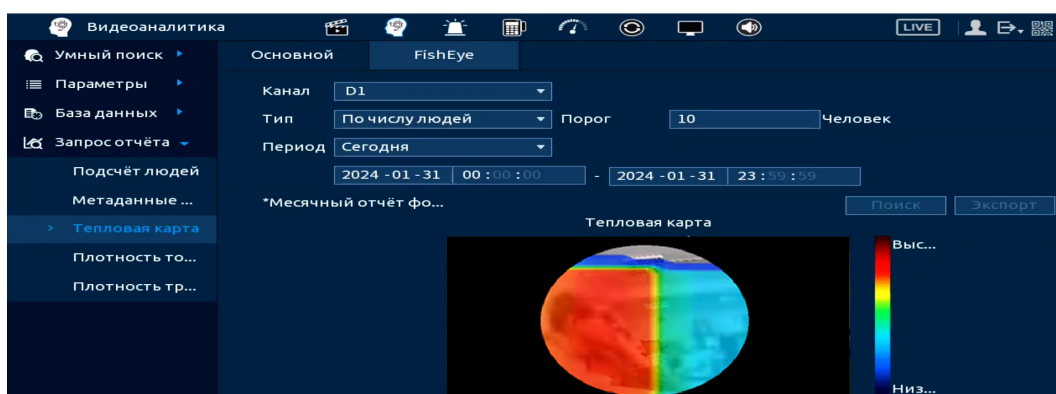 Видеоаналитика LIVE
Умный поиск Основной FishEye
Параметры Канал D1
База данных Тип По числу людей Порог 10 Человек
Запрос отчёта Период Сегодня
Подсчёт людей 2024 -01 -31 00 : 00 : 00 - 2024 -01 -31 23 : 59 : 59
Метаданные ... *Месячный отчёт фо... Поиск Экспорт
Тепловая карта Тепловая карта
Выс...
Плотность то...
Плотность тр...
Низ...